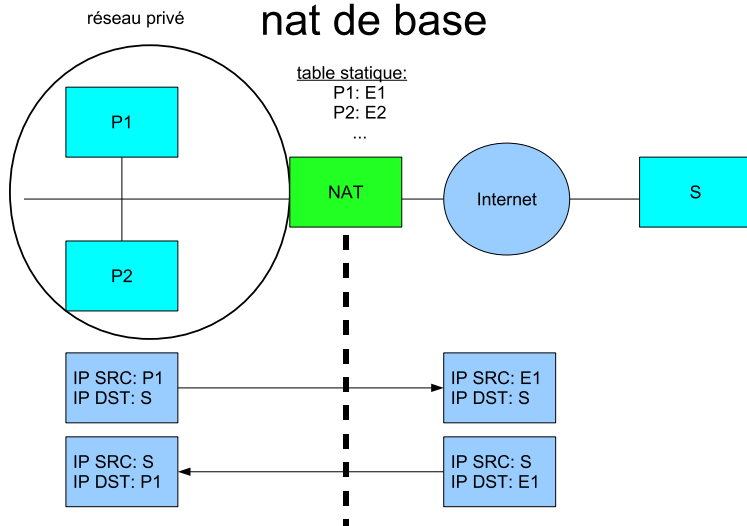 réseau privé
nat de base
table statique:
P1: E1
P2: E2
...
P1
NAT
Internet
S
P2
IP SRC: P1
IP DST: S
IP SRC: E1
IP DST: S
IP SRC: S
IP DST: P1
IP SRC: S
IP DST: E1